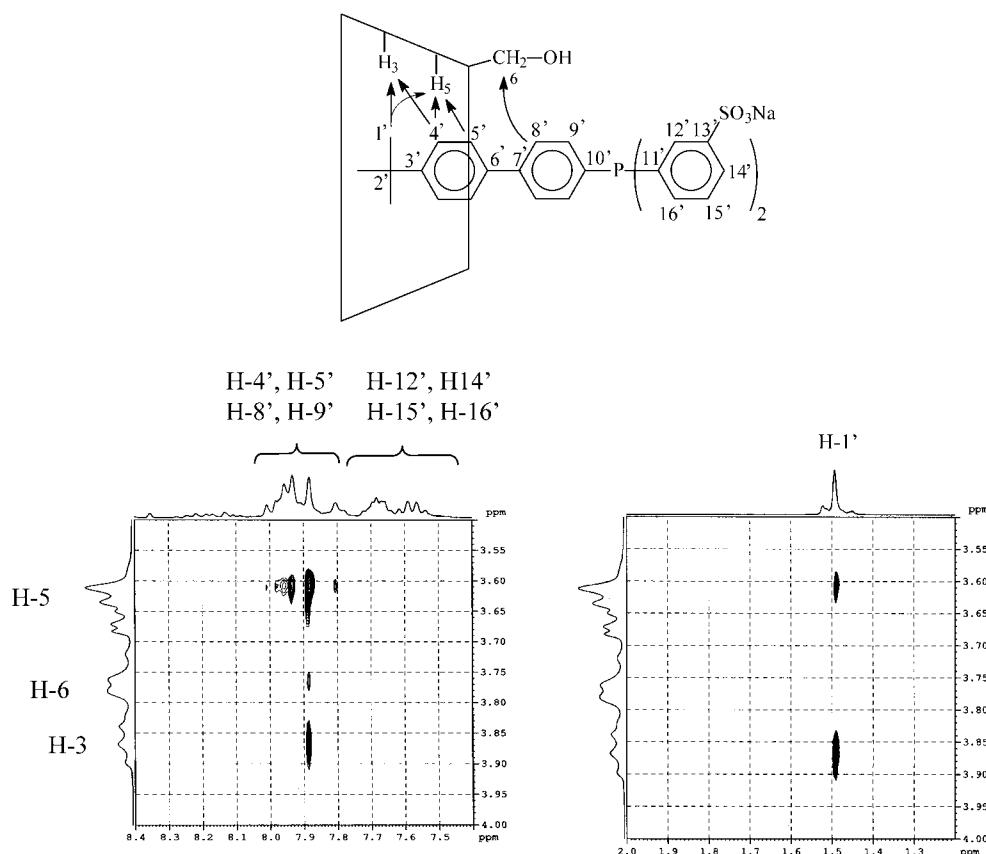 H3
CH2—OH
6
H5
SO3Na
1' 4' 5' 8' 9' 12' 13'
3' 6' 7' 10' P 11' 14'
2'
16' 15' 2
H-4', H-5' H-12', H14'
H-8', H-9' H-15', H-16'
H-1'
ppm
3.55
3.60
3.65
3.70
3.75
3.80
3.85
3.90
3.95
4.00
H-5
H-6
H-3
8.4 8.3 8.2 8.1 8.0 7.9 7.8 7.7 7.6 7.5 ppm
ppm
3.55
3.60
3.65
3.70
3.75
3.80
3.85
3.90
3.95
4.00
2.0 1.9 1.8 1.7 1.6 1.5 1.4 1.3 ppm